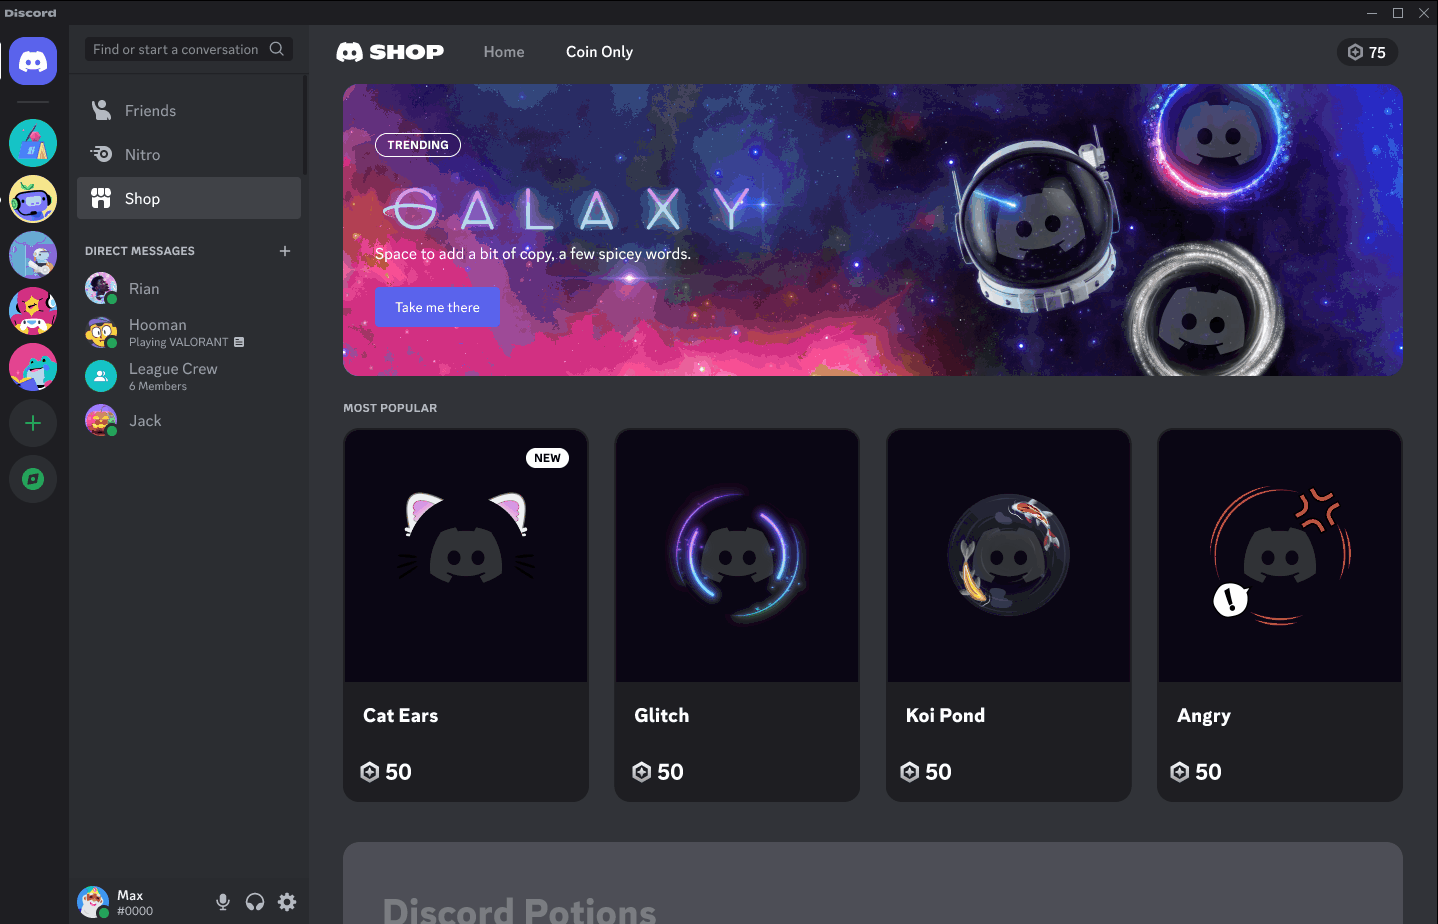 Discord
Find or start a conversation
Friends
Nitro
Shop
DIRECT MESSAGES
Rian
Hooman
Playing VALORANT
League Crew
6 Members
Jack
Max
#0000
SHOP
Home
Coin Only
75
TRENDING
GALAXY
Space to add a bit of copy, a few spicey words.
Take me there
MOST POPULAR
NEW
Cat Ears
50
Glitch
50
Koi Pond
50
!
Angry
50
Discord Potions